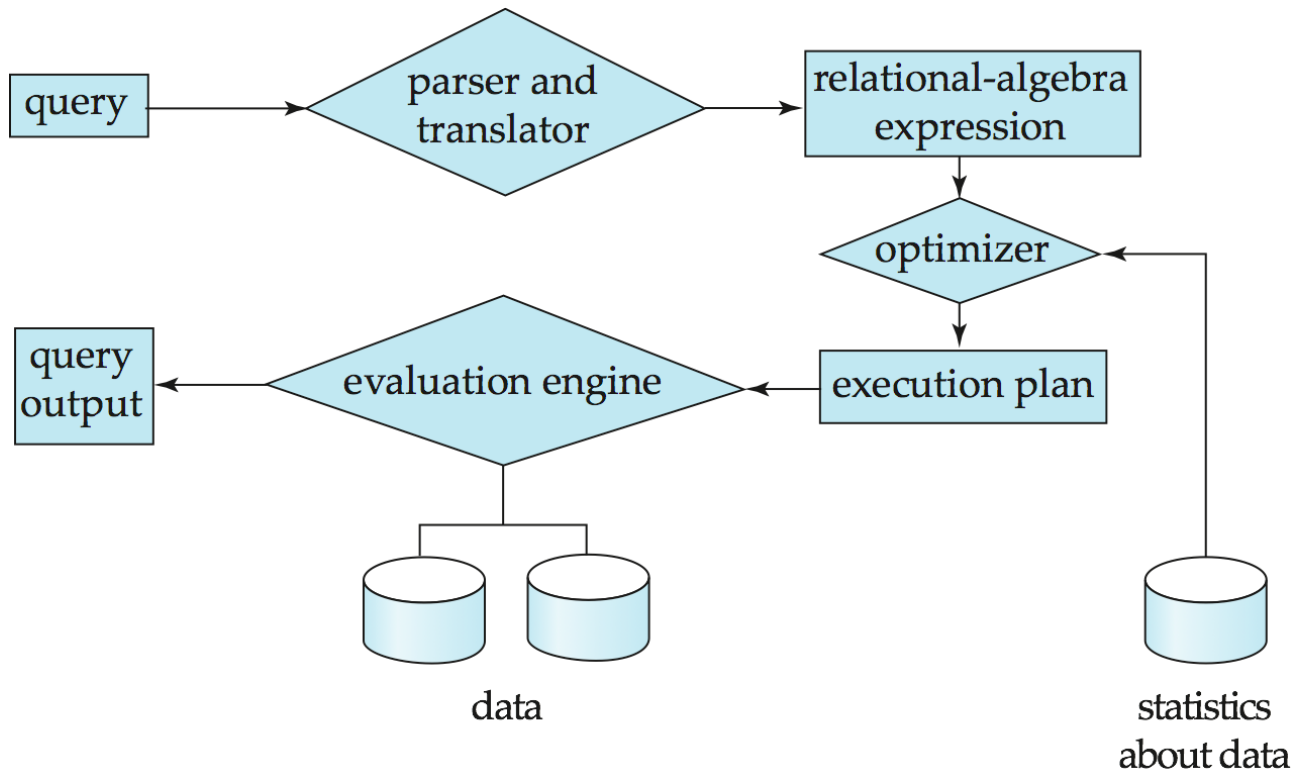 query
parser and
translator
relational-algebra
expression
optimizer
query
output
evaluation engine
execution plan
data
statistics
about data